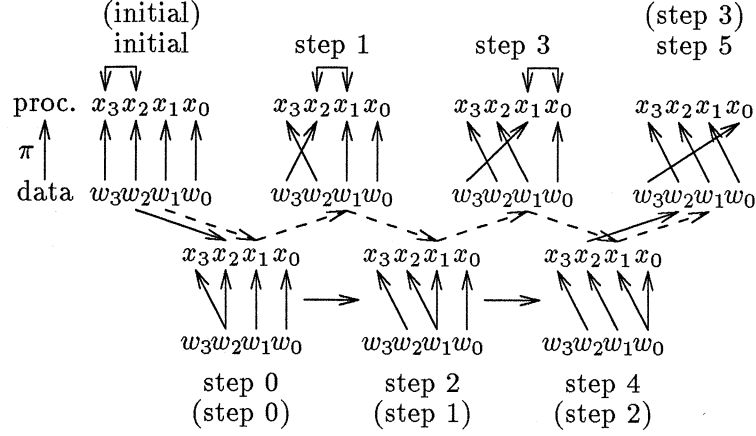 (initial)
(step 3)
initial
step 1
step 3
step 5
proc. x₃x₂x₁x₀
x₃x₂x₁x₀
x₃x₂x₁x₀
x₃x₂x₁x₀
π
data w₃w₂w₁w₀
w₃w₂w₁w₀
w₃w₂w₁w₀
w₃w₂w₁w₀
x₃x₂x₁x₀
x₃x₂x₁x₀
x₃x₂x₁x₀
w₃w₂w₁w₀
w₃w₂w₁w₀
w₃w₂w₁w₀
step 0
step 2
step 4
(step 0)
(step 1)
(step 2)